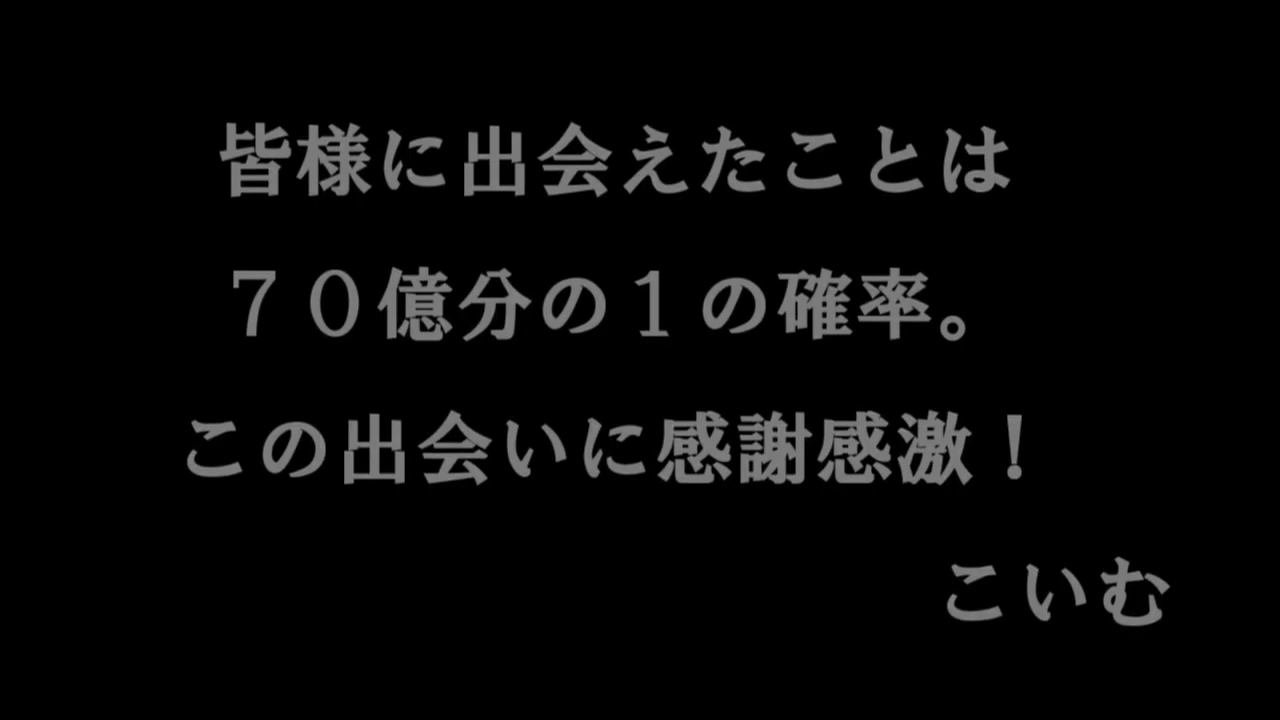 皆様に出会えたことは
７０億分の１の確率。
この出会いに感謝感激！
こいむ